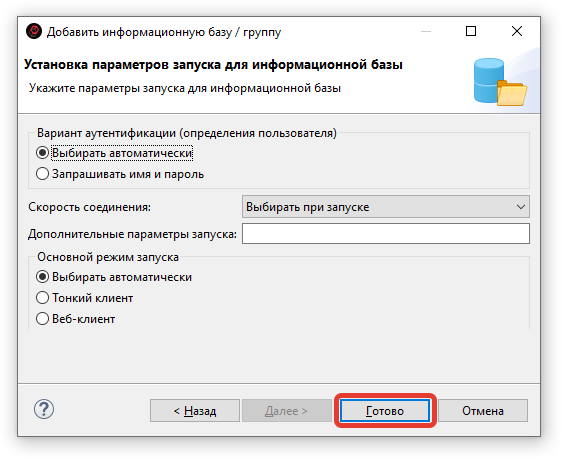 Добавить информационную базу / группу
Установка параметров запуска для информационной базы
Укажите параметры запуска для информационной базы
Вариант аутентификации (определения пользователя)
Выбирать автоматически
Запрашивать имя и пароль
Скорость соединения: Выбирать при запуске
Дополнительные параметры запуска:
Основной режим запуска
Выбирать автоматически
Тонкий клиент
Веб-клиент
? < Назад Далее > Готово Отмена